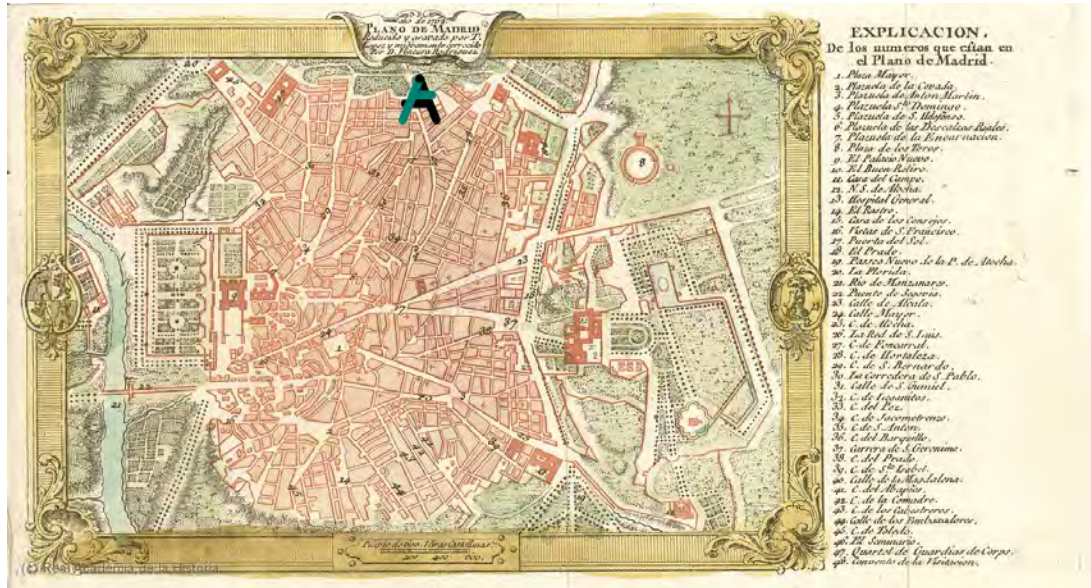 PLANO DE MADRID
EXPLICACION.
De los numeros que estan en
el Plano de Madrid.
1. Plaza Mayor.
2. Plazuela de la Cevada.
3. Plazuela de Anton Martin.
4. Plazuela Sto. Domingo.
5. Plazuela de S. Ildefonso.
6. Plazuela de las Descalzas Reales.
7. Plazuela de la Encarnacion.
8. Plaza de los Toros.
9. El Palacio Nuevo.
10. El Buen Retiro.
11. Casa del Campo.
12. N.S. de Atocha.
13. Hospital General.
14. El Rastro.
15. Casa de los Consejos.
16. Vistas de S. Francisco.
17. Puerta del Sol.
18. El Prado.
19. Passeo Nuevo de la P. de Atocha.
20. La Florida.
21. Rio de Manzanares.
22. Puente de Segovia.
23. Calle de Alcala.
24. Calle Mayor.
25. C. de Atocha.
26. La Red de S. Luis.
27. C. de Foncarral.
28. C. de Hortaleza.
29. C. de S. Bernardo.
30. La Corredera de S. Pablo.
31. Calle de S.
32. C. de Leganitos.
33. C. del Pez.
34. C. de Jacometrenzo.
35. C. de S. Anton.
36. C. del Barquillo.
37. Carrera de S. Geronimo.
38. C. del Prado.
39. C. de Sta. Isabel.
40. Calle de la Magdalena.
41. C. del Abapies.
42. C. de la Comadre.
43. C. de los Cabestreros.
44. Calle de los Embaxadores.
45. C. de Toledo.
46. El Seminario.
47. Quartel de Guardias de Corps.
48. Convento de la Visitacion.
(c) Real Academia de la Historia